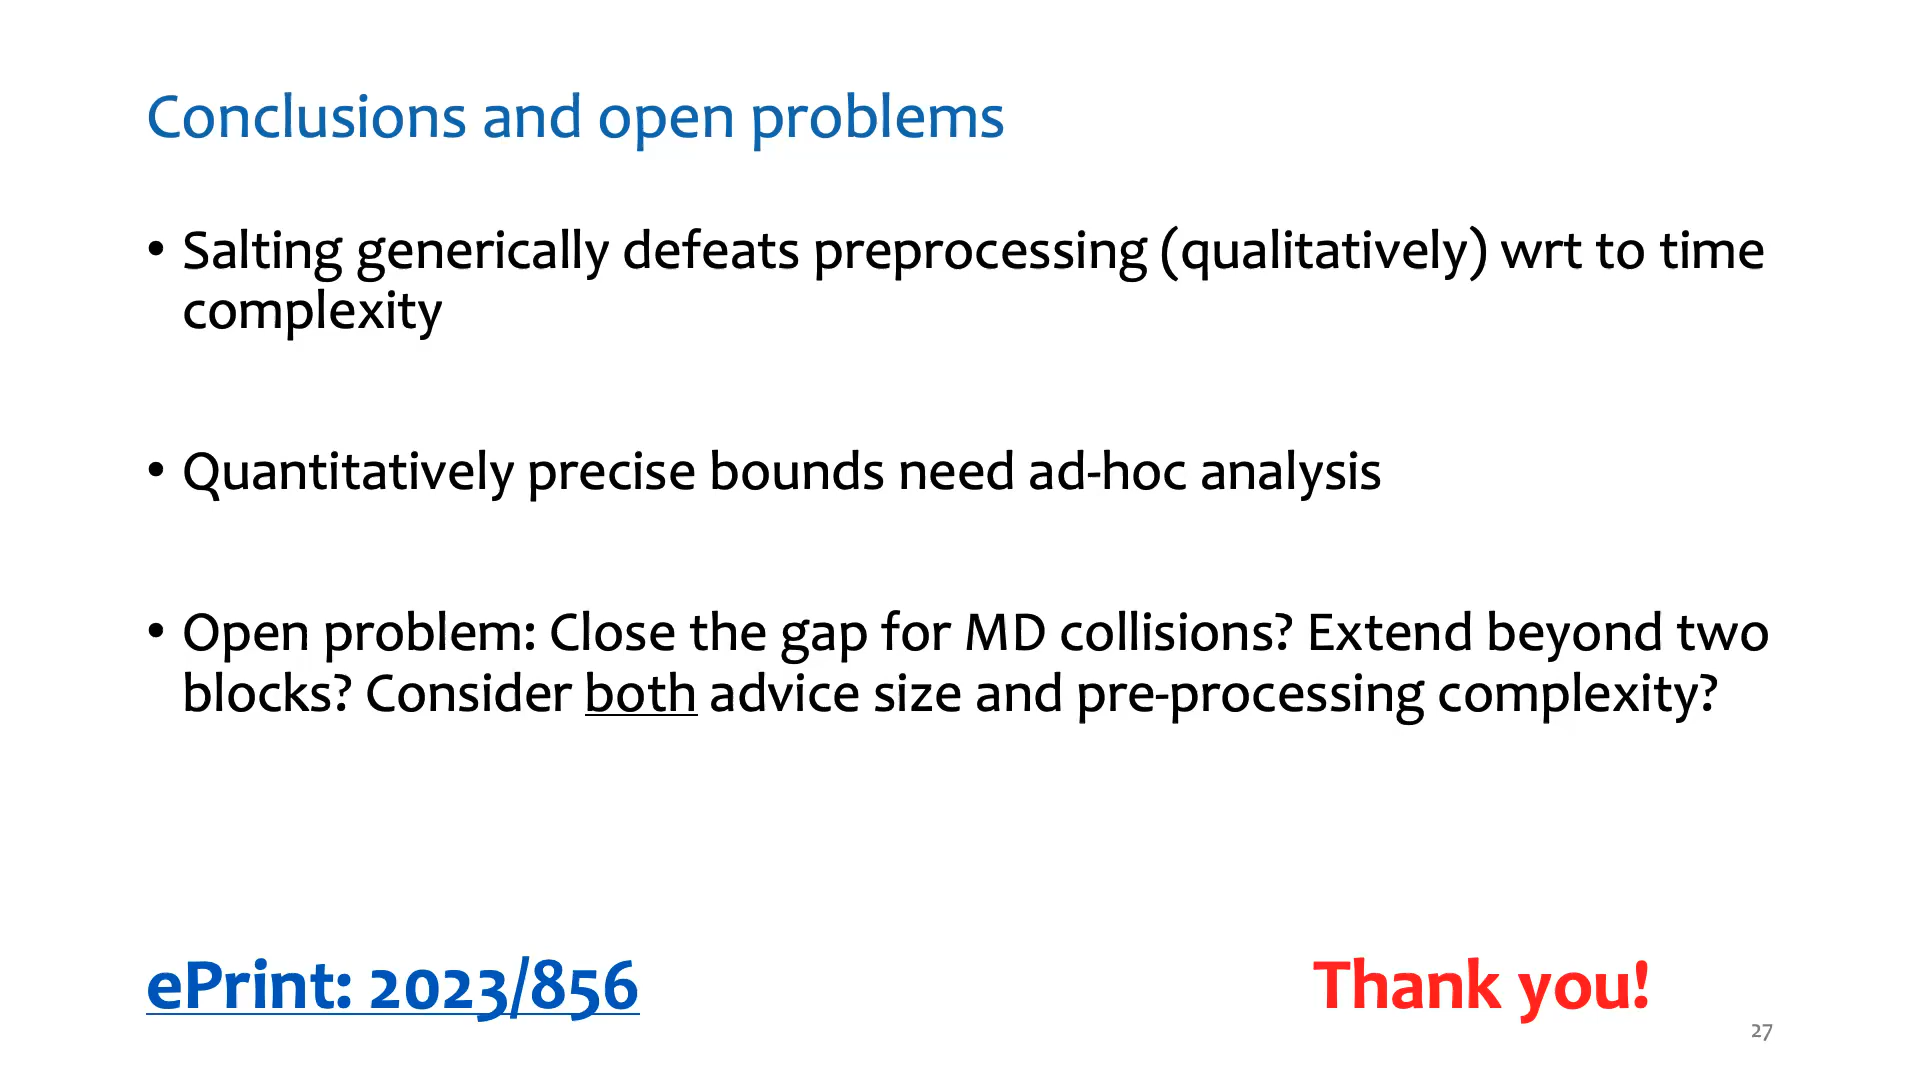 Conclusions and open problems
• Salting generically defeats preprocessing (qualitatively) wrt to time
complexity
• Quantitatively precise bounds need ad-hoc analysis
• Open problem: Close the gap for MD collisions? Extend beyond two
blocks? Consider both advice size and pre-processing complexity?
ePrint: 2023/856
Thank you!
27